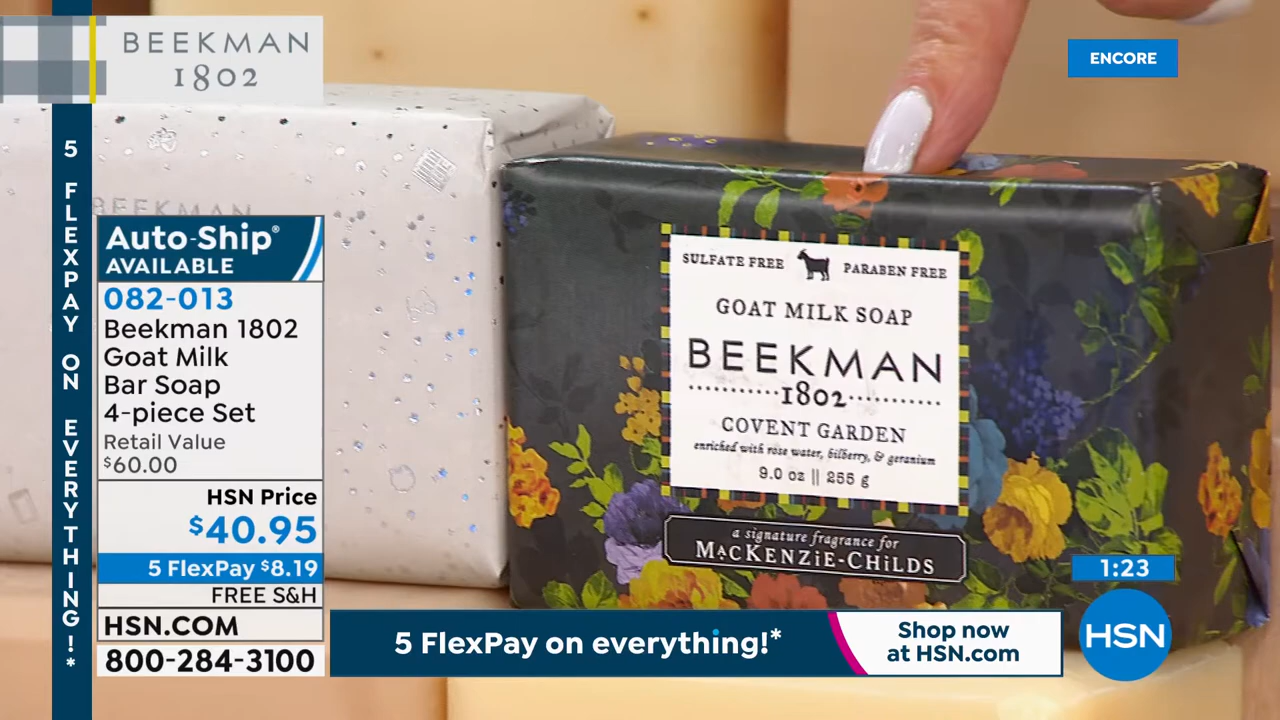 BEEKMAN
1802
ENCORE
5 FLEXPAY ON EVERYTHING!*
BEEKMAN
Auto-Ship®
AVAILABLE
082-013
Beekman 1802
Goat Milk
Bar Soap
4-piece Set
Retail Value
$60.00
HSN Price
$40.95
5 FlexPay $8.19
FREE S&H
HSN.COM
800-284-3100
SULFATE FREE PARABEN FREE
GOAT MILK SOAP
BEEKMAN
1802
COVENT GARDEN
enriched with rose water, bilberry, & geranium
9.0 oz || 255 g
a signature fragrance for
MACKENZIE-CHILDS
5 FlexPay on everything!*
Shop now
at HSN.com
1:23
HSN